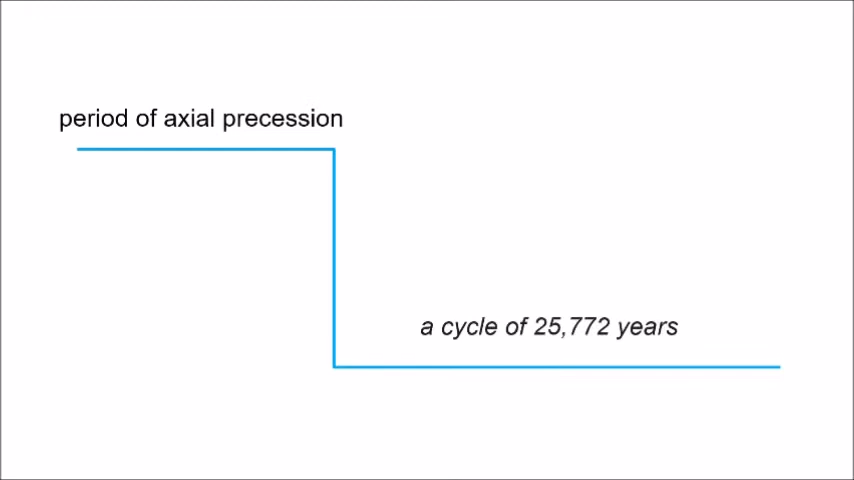 period of axial precession
a cycle of 25,772 years